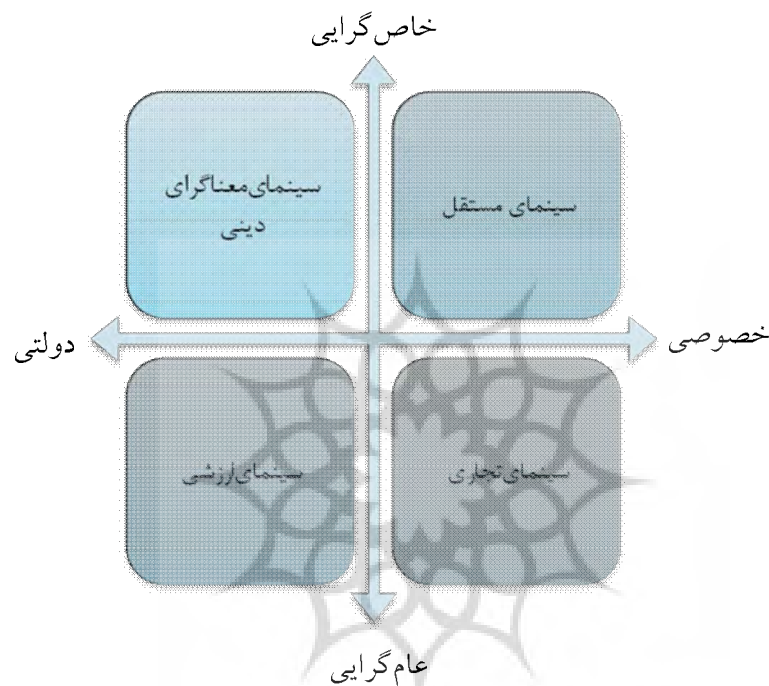 خاص‌گرایی
سینمای مستقل
سینمای معناگرای
دینی
خصوصی
دولتی
سینمای تجاری
سینمای ارزشی
عام‌گرایی